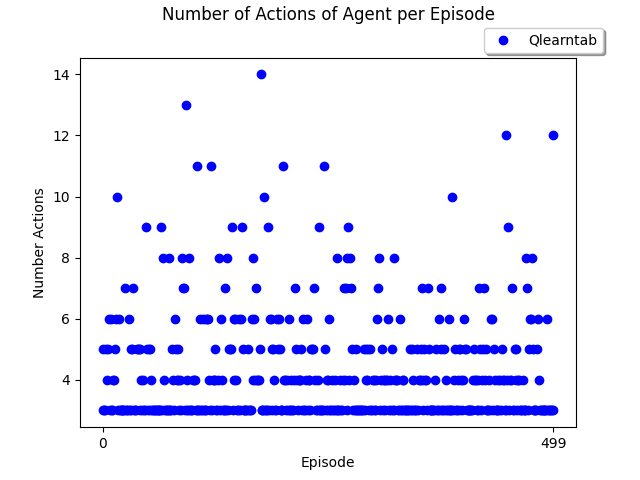 Number of Actions of Agent per Episode
Qlearntab
14
12
10
8
6
4
Number Actions
0
499
Episode